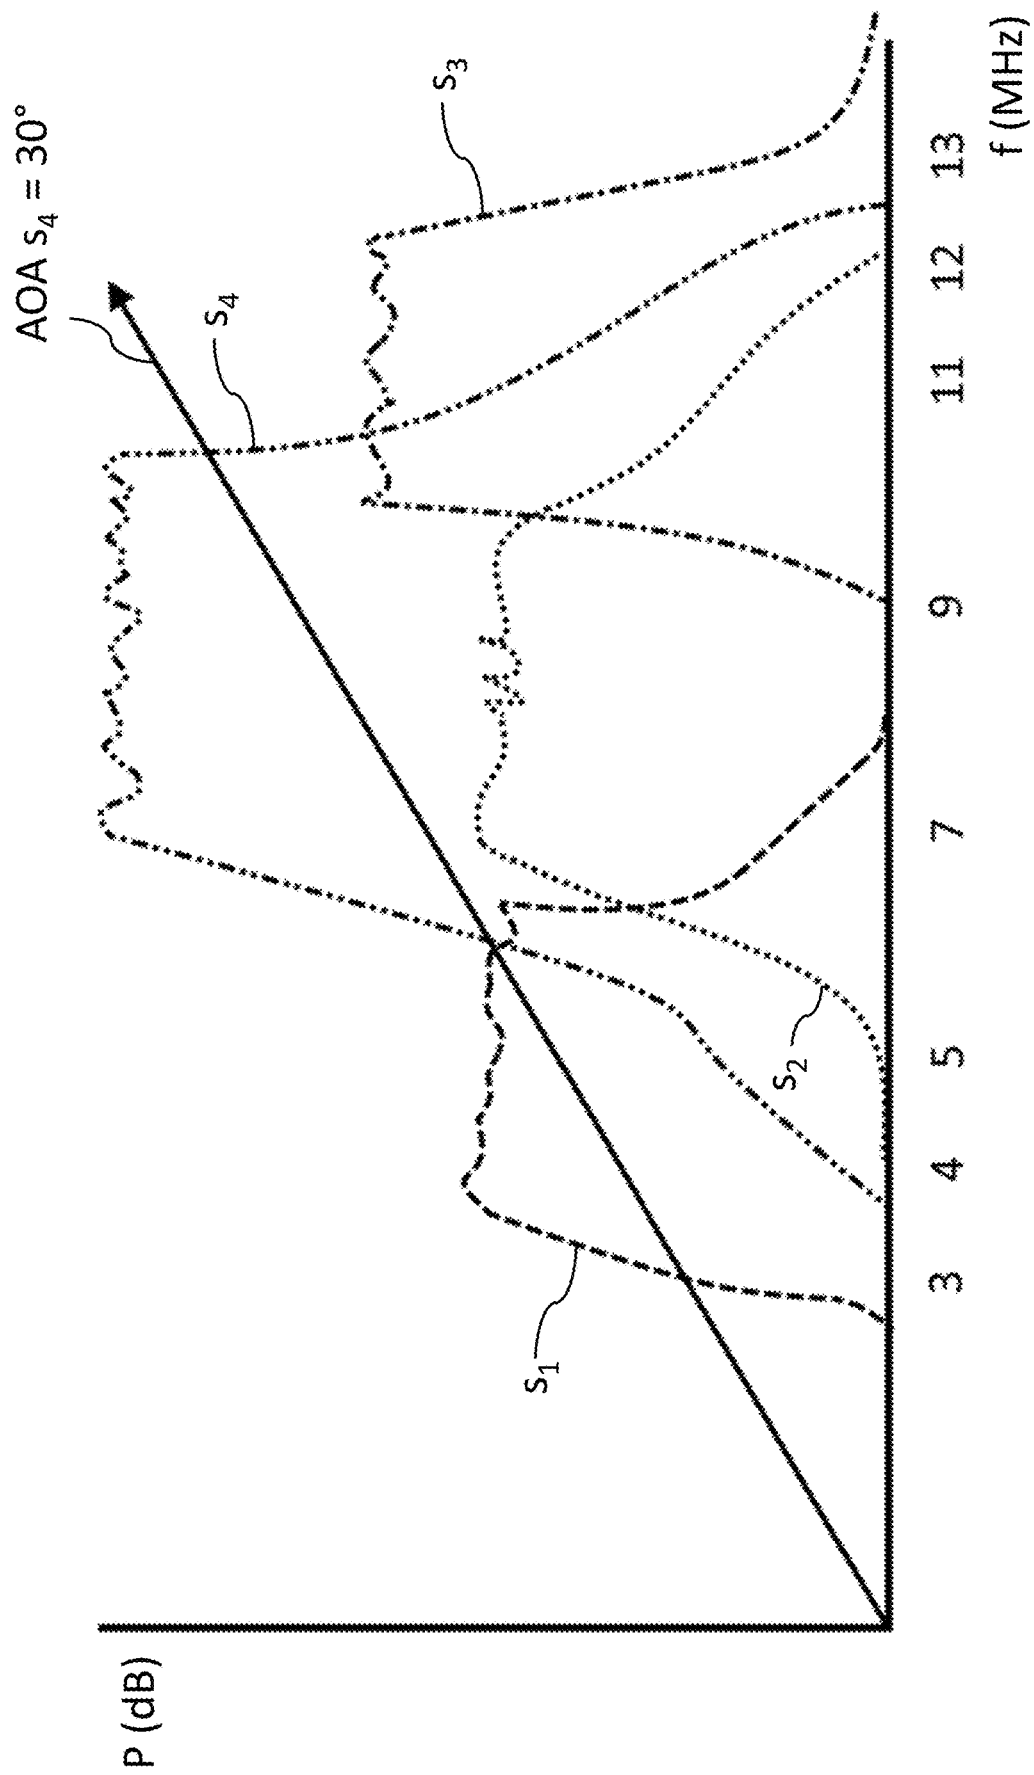 P (dB)
AOA s₄ = 30°
s₄
s₃
s₁
s₂
3 4 5 7 9 11 12 13
f (MHz)